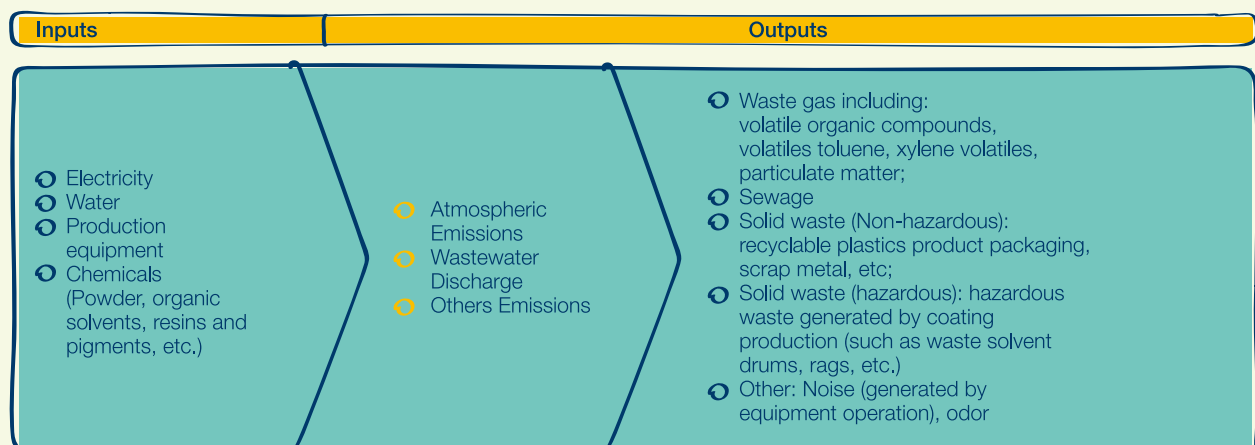 Inputs
Outputs
Electricity
Water
Production
equipment
Chemicals
(Powder, organic
solvents, resins and
pigments, etc.)
Atmospheric
Emissions
Wastewater
Discharge
Others Emissions
Waste gas including:
volatile organic compounds,
volatiles toluene, xylene volatiles,
particulate matter;
Sewage
Solid waste (Non-hazardous):
recyclable plastics product packaging,
scrap metal, etc;
Solid waste (hazardous): hazardous
waste generated by coating
production (such as waste solvent
drums, rags, etc.)
Other: Noise (generated by
equipment operation), odor